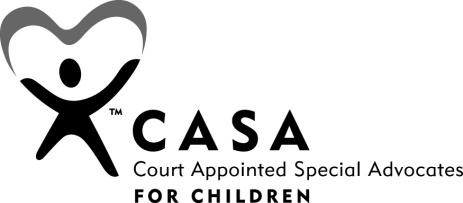 ™ CASA
Court Appointed Special Advocates
FOR CHILDREN